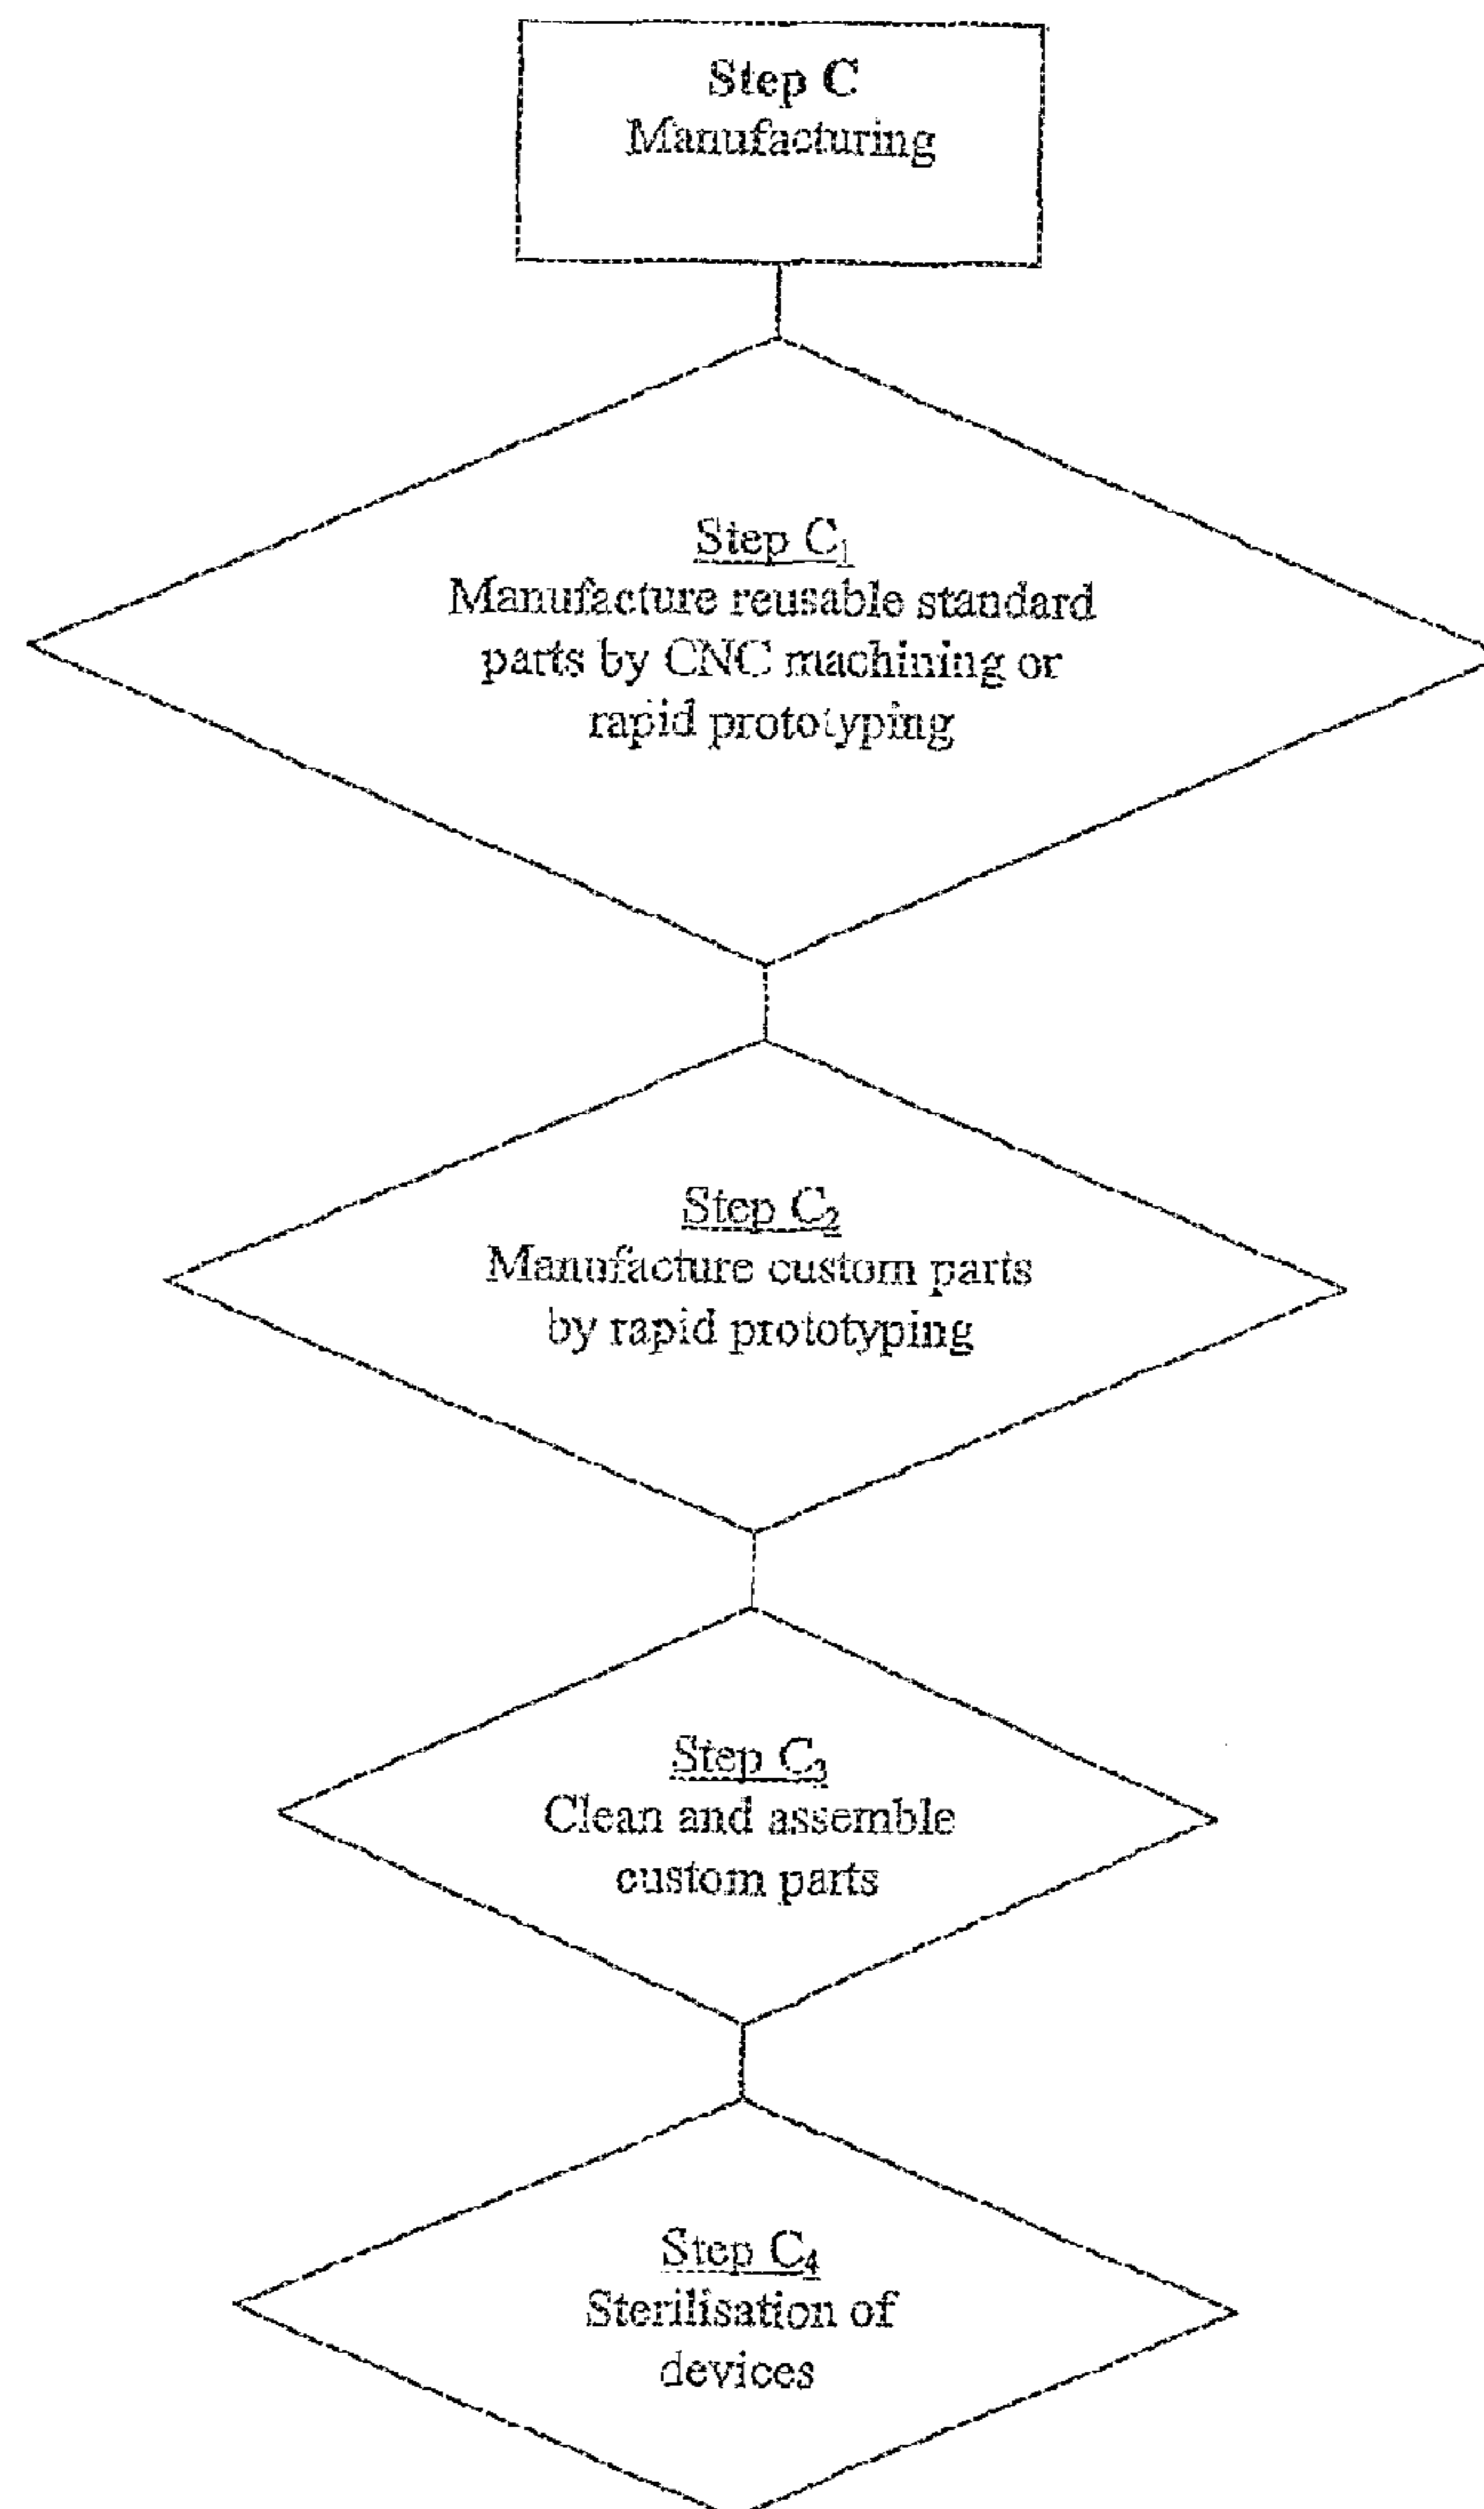 Step C
Manufacturing
Step C₁
Manufacture reusable standard
parts by CNC machining or
rapid prototyping
Step C₂
Manufacture custom parts
by rapid prototyping
Step C₃
Clean and assemble
custom parts
Step C₄
Sterilisation of
devices